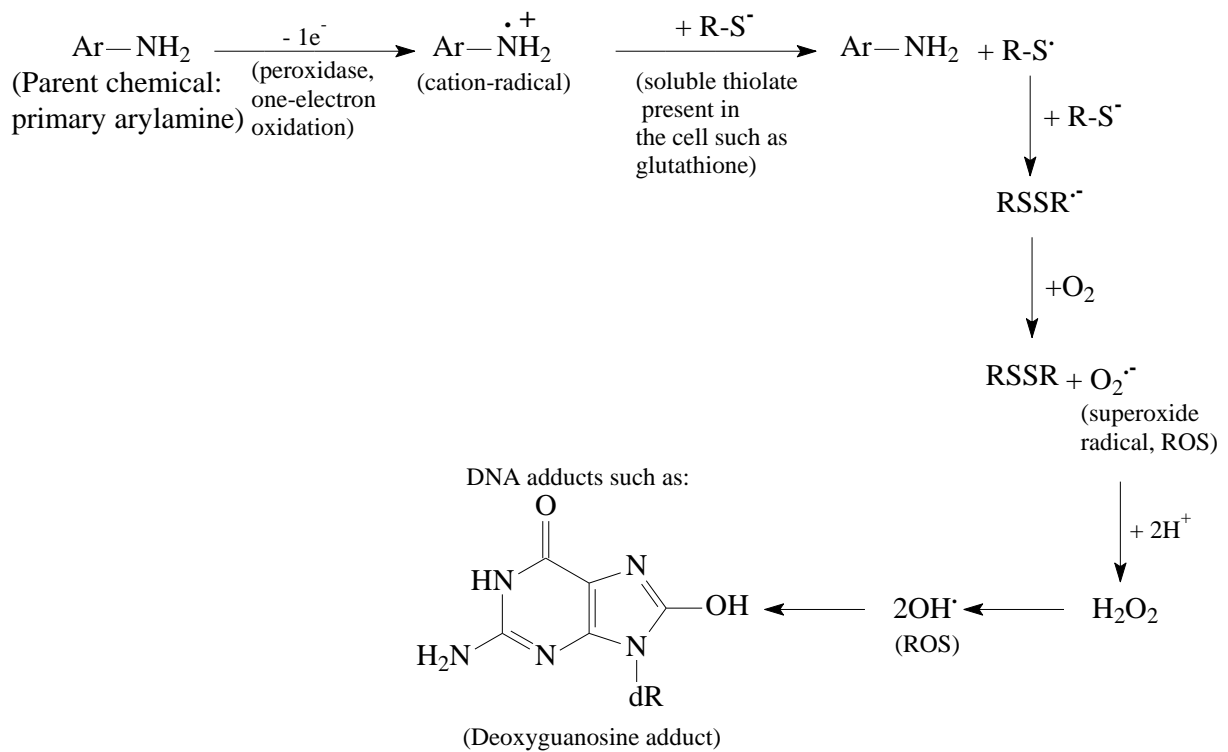 Ar—NH₂
(Parent chemical:
primary arylamine)
- 1e⁻
(peroxidase,
one-electron
oxidation)
Ar—N̈H₂•⁺
(cation-radical)
+ R-S⁻
(soluble thiolate
present in
the cell such as
glutathione)
Ar—NH₂ + R-S•
+ R-S⁻
RSSR•⁻
+O₂
RSSR + O₂•⁻
(superoxide
radical, ROS)
+ 2H⁺
H₂O₂
2OH•
(ROS)
DNA adducts such as:
O
HN
N
OH
H₂N
N
N
dR
(Deoxyguanosine adduct)